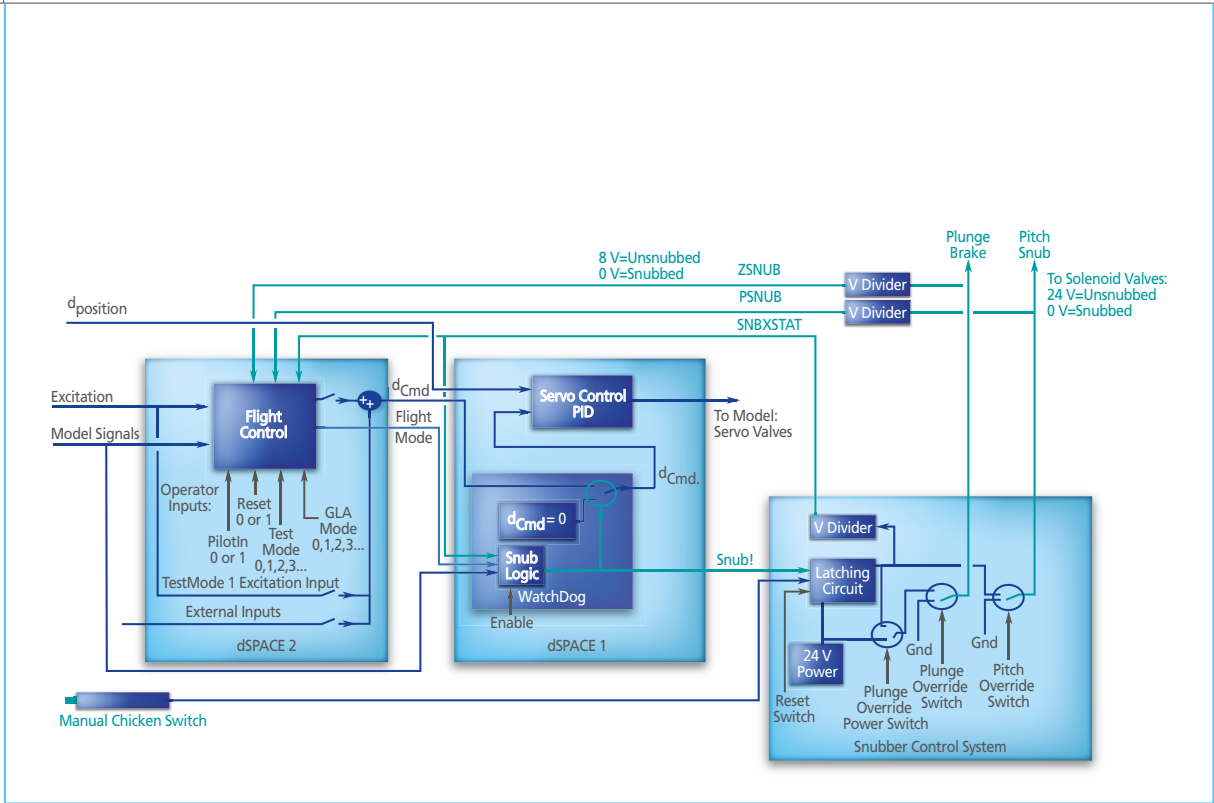 Plunge
Brake
Pitch
Snub
8 V=Unsnubbed
0 V=Snubbed
ZSNUB
V Divider
To Solenoid Valves:
24 V=Unsnubbed
0 V=Snubbed
PSNUB
V Divider
dposition
SNBXSTAT
Excitation
Model Signals
Flight
Control
++
dCmd
Flight
Mode
Servo Control
PID
To Model:
Servo Valves
Operator
Inputs:
PilotIn
0 or 1
Reset
0 or 1
Test
Mode
0,1,2,3...
GLA
Mode
0,1,2,3...
TestMode 1 Excitation Input
External Inputs
dSPACE 2
dCmd.
dCmd = 0
Snub
Logic
WatchDog
Enable
dSPACE 1
Snub!
V Divider
Latching
Circuit
24 V
Power
Gnd
Gnd
Reset
Switch
Plunge
Override
Power Switch
Plunge
Override
Switch
Pitch
Override
Switch
Snubber Control System
Manual Chicken Switch